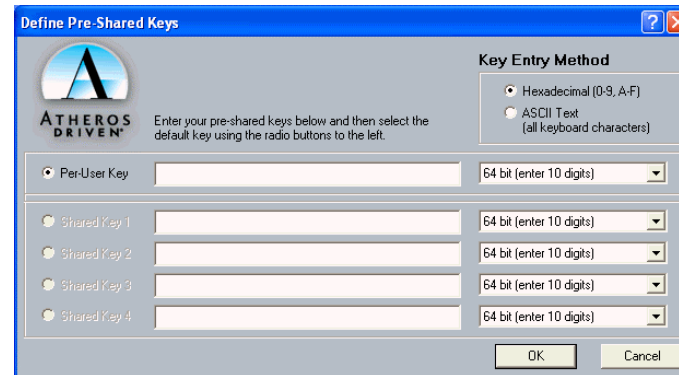 Define Pre-Shared Keys
Key Entry Method
Hexadecimal (0-9, A-F)
ASCII Text
(all keyboard characters)
ATHEROS
DRIVEN
Enter your pre-shared keys below and then select the
default key using the radio buttons to the left.
Per-User Key 64 bit (enter 10 digits)
Shared Key 1 64 bit (enter 10 digits)
Shared Key 2 64 bit (enter 10 digits)
Shared Key 3 64 bit (enter 10 digits)
Shared Key 4 64 bit (enter 10 digits)
OK Cancel